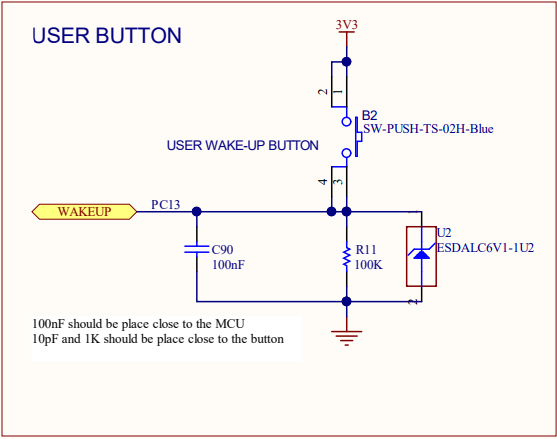 USER BUTTON
3V3
2
1
B2
SW-PUSH-TS-02H-Blue
USER WAKE-UP BUTTON
4
3
WAKEUP
PC13
1
C90
100nF
R11
100K
U2
ESDALC6V1-1U2
2
100nF should be place close to the MCU
10pF and 1K should be place close to the button